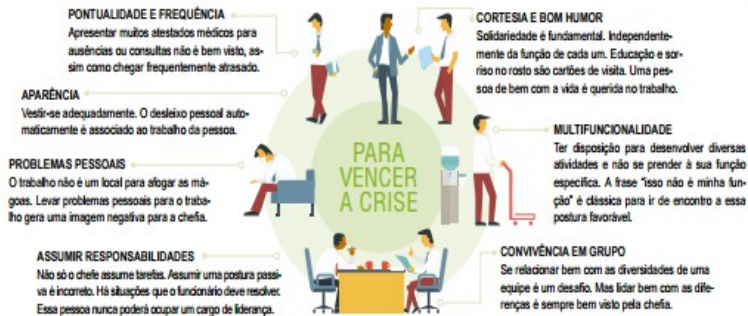 PONTUALIDADE E FREQUÊNCIA
Apresentar muitos atestados médicos para
ausências ou consultas não é bem visto, as-
sim como chegar frequentemente atrasado.
APARÊNCIA
Vestir-se adequadamente. O desleixo pessoal auto-
maticamente é associado ao trabalho da pessoa.
PROBLEMAS PESSOAIS
O trabalho não é um local para afogar as má-
goas. Levar problemas pessoais para o traba-
lho gera uma imagem negativa para a chefia.
ASSUMIR RESPONSABILIDADES
Não só o chefe assume tarefas. Assumir uma postura passi-
va é incorreto. Há situações que o funcionário deve resolver.
Essa pessoa nunca poderá ocupar um cargo de liderança.
PARA
VENCER
A CRISE
CORTESIA E BOM HUMOR
Solidariedade é fundamental. Independente-
mente da função de cada um. Educação e sor-
riso no rosto são cartões de visita. Uma pes-
soa de bem com a vida é querida no trabalho.
MULTIFUNCIONALIDADE
Ter disposição para desenvolver diversas
atividades e não se prender à sua função
específica. A frase "isso não é minha fun-
ção" é clássica para ir de encontro a essa
postura favorável.
CONVIVÊNCIA EM GRUPO
Se relacionar bem com as diversidades de uma
equipe é um desafio. Mas lidar bem com as dife-
renças é sempre bem visto pela chefia.